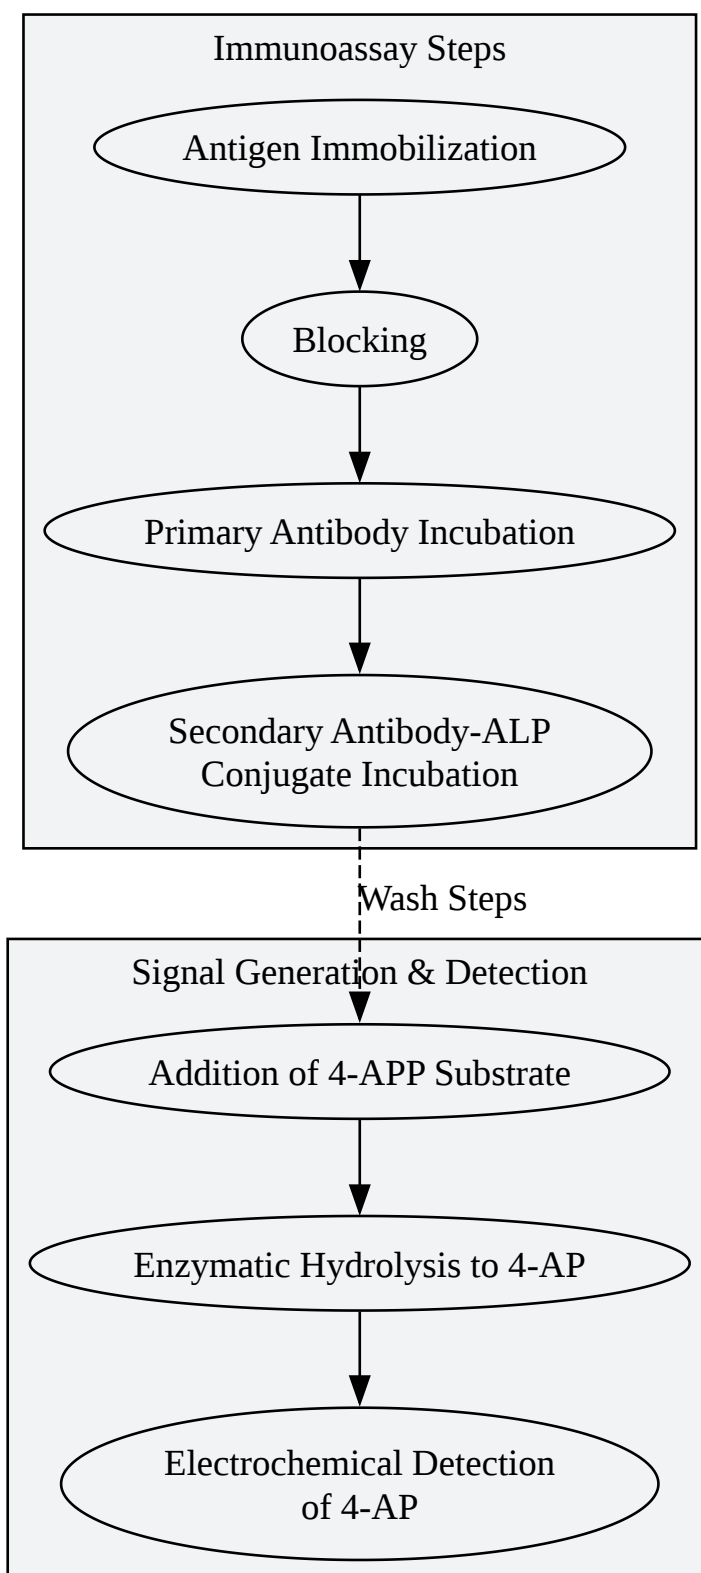 Immunoassay Steps
Antigen Immobilization
Blocking
Primary Antibody Incubation
Secondary Antibody-ALP
Conjugate Incubation
Wash Steps
Signal Generation & Detection
Addition of 4-APP Substrate
Enzymatic Hydrolysis to 4-AP
Electrochemical Detection
of 4-AP